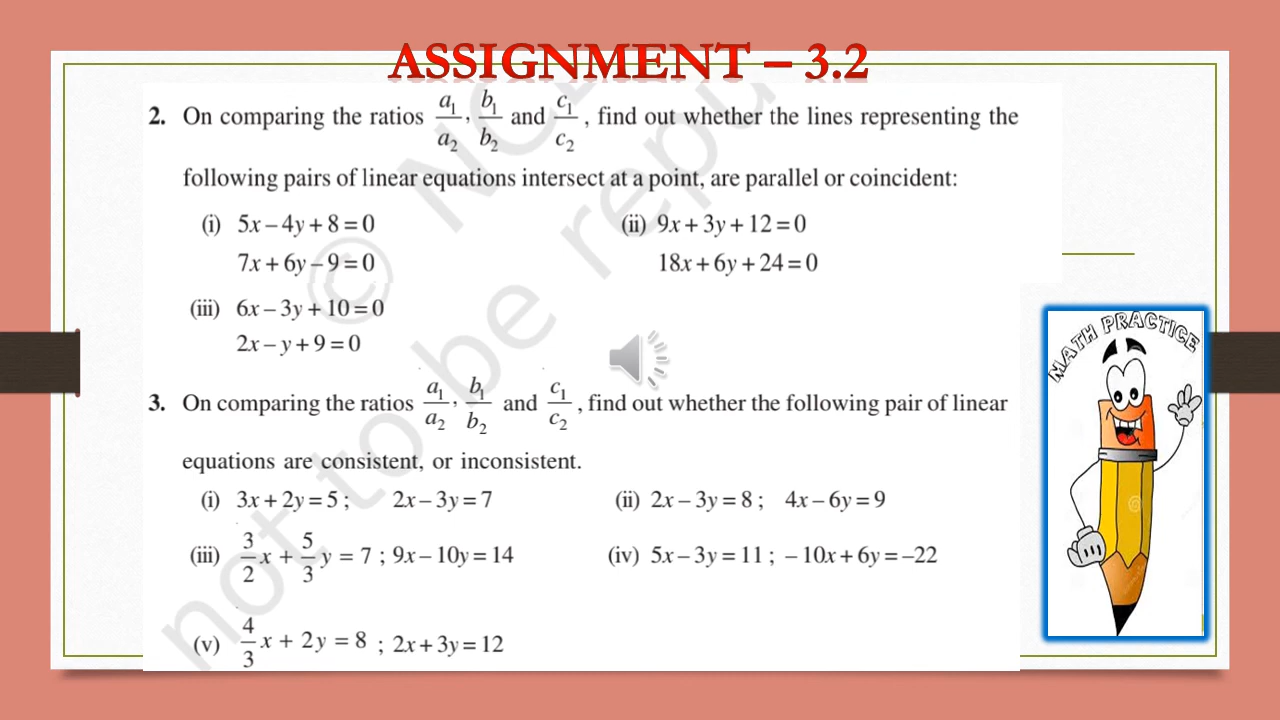 ASSIGNMENT – 3.2
2. On comparing the ratios a₁/a₂, b₁/b₂ and c₁/c₂, find out whether the lines representing the
following pairs of linear equations intersect at a point, are parallel or coincident:
(i) 5x – 4y + 8 = 0 (ii) 9x + 3y + 12 = 0
7x + 6y – 9 = 0 18x + 6y + 24 = 0
(iii) 6x – 3y + 10 = 0
2x – y + 9 = 0
3. On comparing the ratios a₁/a₂, b₁/b₂ and c₁/c₂, find out whether the following pair of linear
equations are consistent, or inconsistent.
(i) 3x + 2y = 5 ; 2x – 3y = 7 (ii) 2x – 3y = 8 ; 4x – 6y = 9
(iii) 3/2 x + 5/3 y = 7 ; 9x – 10y = 14 (iv) 5x – 3y = 11 ; – 10x + 6y = –22
(v) 4/3 x + 2y = 8 ; 2x + 3y = 12
MATH PRACTICE
© NC
not to be repu